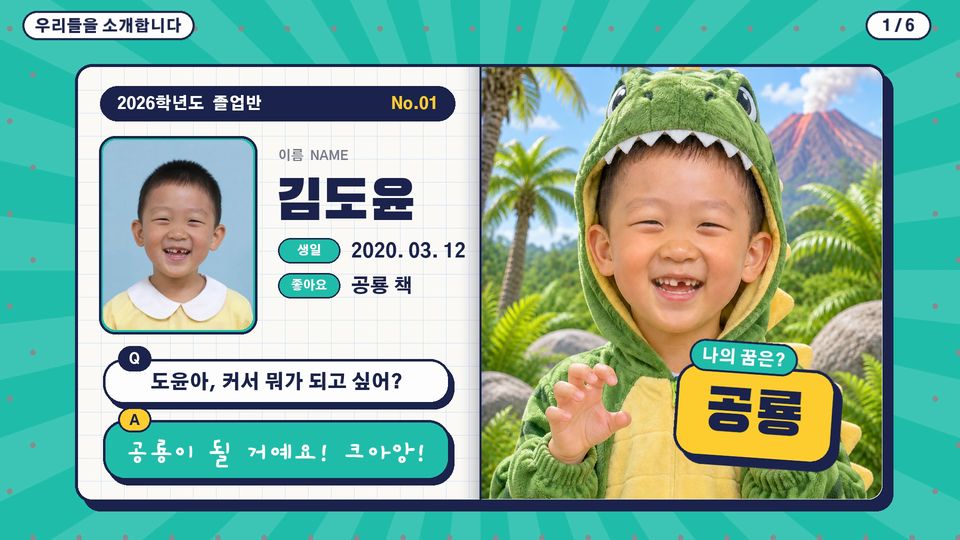 우리들을 소개합니다
1 / 6
2026학년도 졸업반
No.01
이름 NAME
김도윤
생일 2020. 03. 12
좋아요 공룡 책
Q
도윤아, 커서 뭐가 되고 싶어?
A
공룡이 될 거예요! 크아앙!
나의 꿈은?
공룡